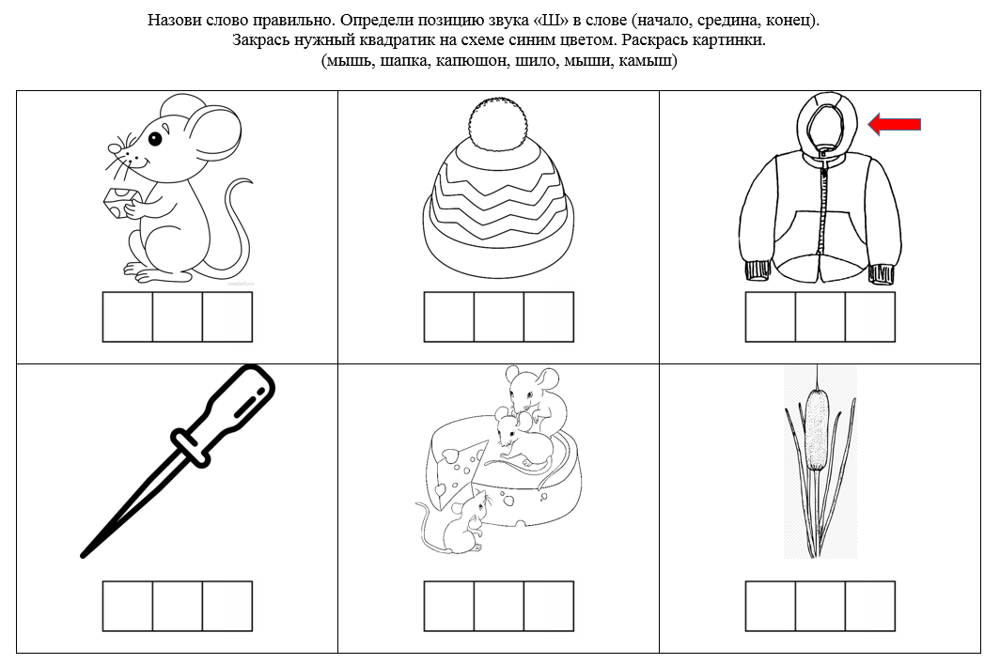 Назови слово правильно. Определи позицию звука «Ш» в слове (начало, средина, конец).
Закрась нужный квадратик на схеме синим цветом. Раскрась картинки.
(мышь, шапка, капюшон, шило, мыши, камыш)